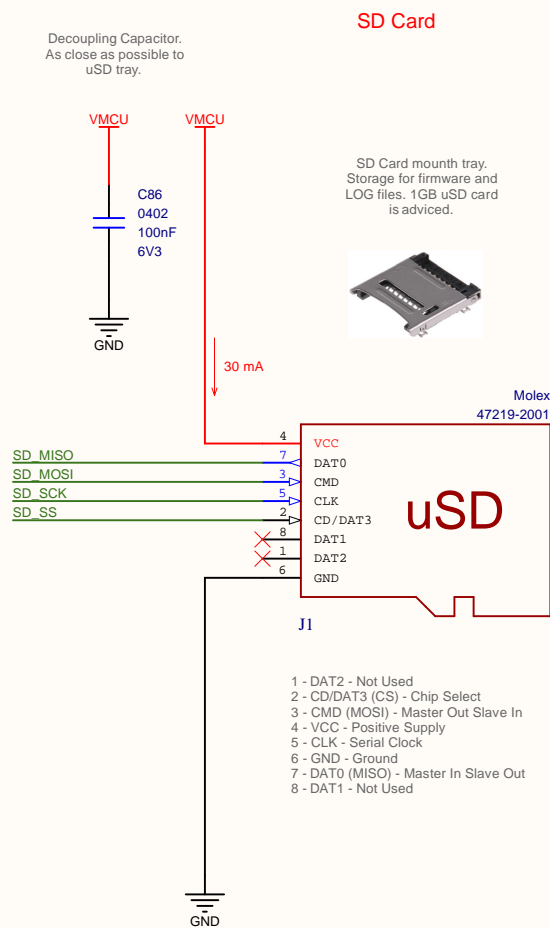 SD Card
Decoupling Capacitor.
As close as possible to
uSD tray.
VMCU
VMCU
C86
0402
100nF
6V3
GND
SD Card mounth tray.
Storage for firmware and
LOG files. 1GB uSD card
is adviced.
30 mA
Molex
47219-2001
4 VCC
SD_MISO 7 DAT0
SD_MOSI 3 CMD
SD_SCK 5 CLK
SD_SS 2 CD/DAT3
8 DAT1
1 DAT2
6 GND
uSD
J1
1 - DAT2 - Not Used
2 - CD/DAT3 (CS) - Chip Select
3 - CMD (MOSI) - Master Out Slave In
4 - VCC - Positive Supply
5 - CLK - Serial Clock
6 - GND - Ground
7 - DAT0 (MISO) - Master In Slave Out
8 - DAT1 - Not Used
GND